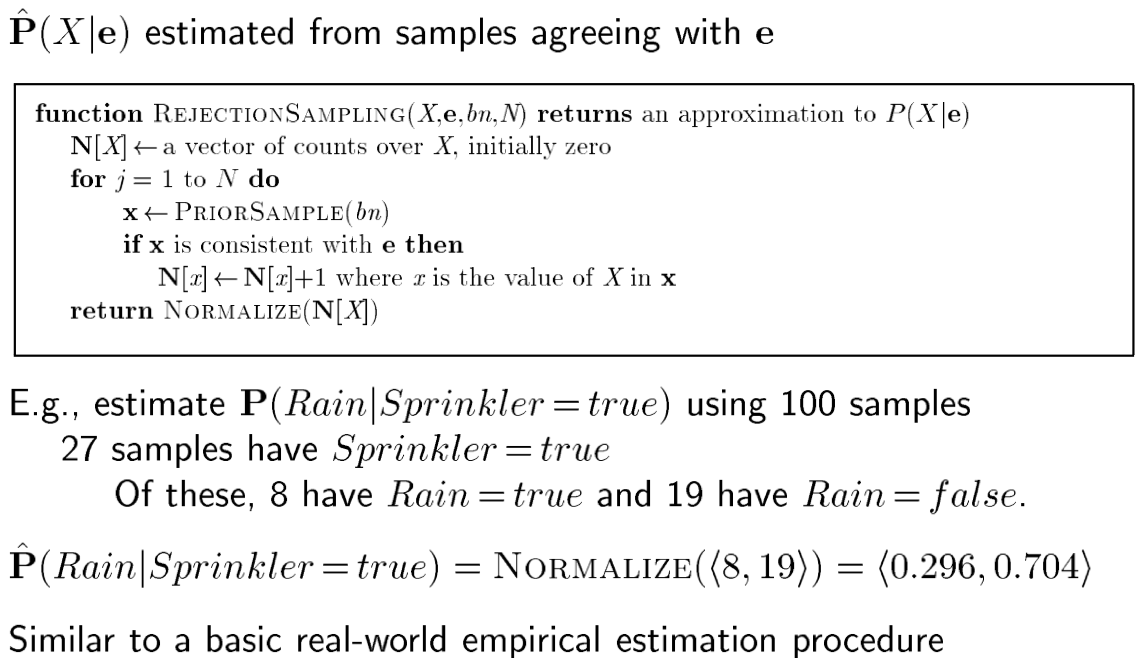 P̂(X|e) estimated from samples agreeing with e
function REJECTIONSAMPLING(X,e,bn,N) returns an approximation to P(X|e)
N[X] ← a vector of counts over X, initially zero
for j = 1 to N do
x ← PRIORSAMPLE(bn)
if x is consistent with e then
N[x] ← N[x]+1 where x is the value of X in x
return NORMALIZE(N[X])
E.g., estimate P(Rain|Sprinkler = true) using 100 samples
27 samples have Sprinkler = true
Of these, 8 have Rain = true and 19 have Rain = false.
P̂(Rain|Sprinkler = true) = NORMALIZE(⟨8, 19⟩) = ⟨0.296, 0.704⟩
Similar to a basic real-world empirical estimation procedure